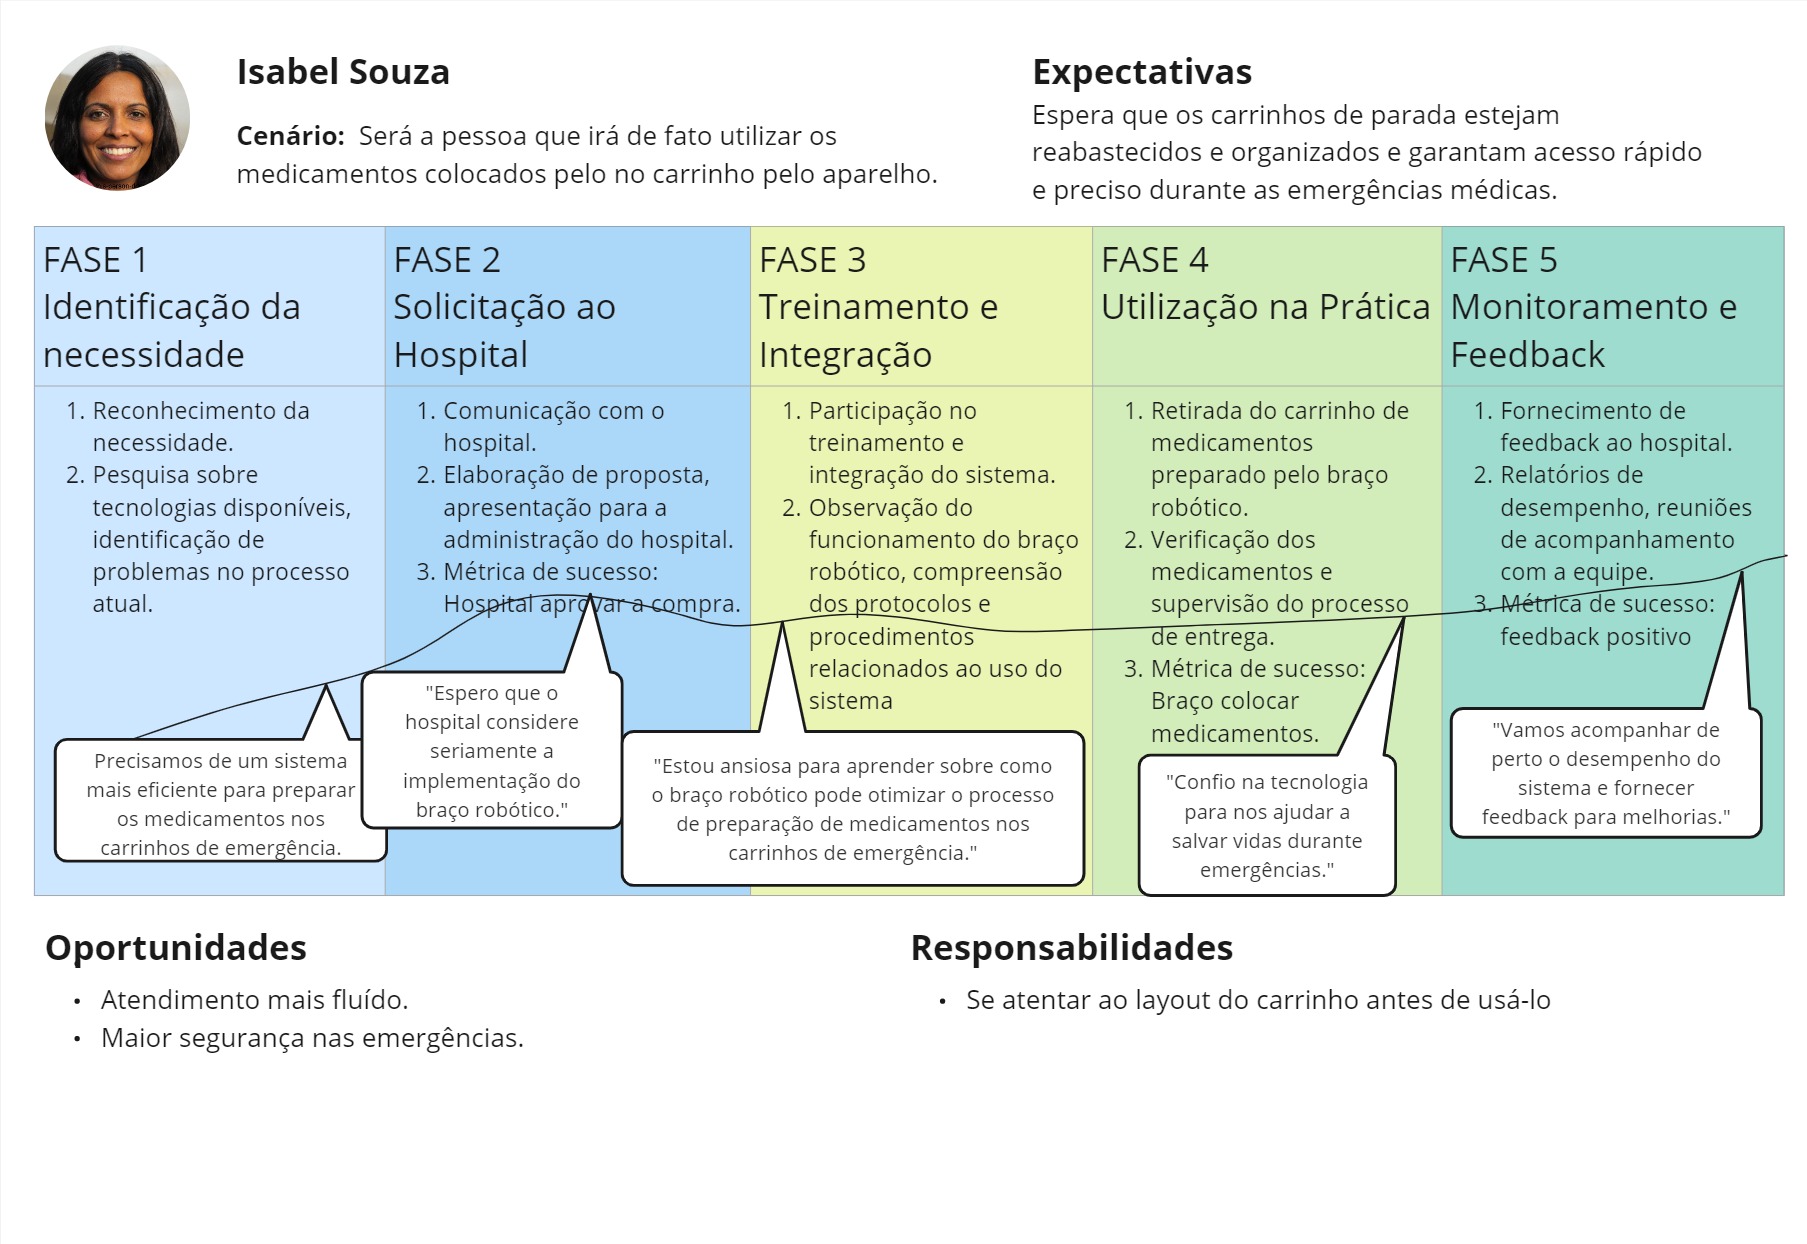 Isabel Souza
Cenário:  Será a pessoa que irá de fato utilizar os
medicamentos colocados pelo no carrinho pelo aparelho.
Expectativas
Espera que os carrinhos de parada estejam
reabastecidos e organizados e garantam acesso rápido
e preciso durante as emergências médicas.
FASE 1
Identificação da
necessidade
1. Reconhecimento da
necessidade.
2. Pesquisa sobre
tecnologias disponíveis,
identificação de
problemas no processo
atual.
Precisamos de um sistema
mais eficiente para preparar
os medicamentos nos
carrinhos de emergência.
FASE 2
Solicitação ao
Hospital
1. Comunicação com o
hospital.
2. Elaboração de proposta,
apresentação para a
administração do hospital.
3. Métrica de sucesso:
Hospital aprovar a compra.
"Espero que o
hospital considere
seriamente a
implementação do
braço robótico."
FASE 3
Treinamento e
Integração
1. Participação no
treinamento e
integração do sistema.
2. Observação do
funcionamento do braço
robótico, compreensão
dos protocolos e
procedimentos
relacionados ao uso do
sistema
"Estou ansiosa para aprender sobre como
o braço robótico pode otimizar o processo
de preparação de medicamentos nos
carrinhos de emergência."
FASE 4
Utilização na Prática
1. Retirada do carrinho de
medicamentos
preparado pelo braço
robótico.
2. Verificação dos
medicamentos e
supervisão do processo
de entrega.
3. Métrica de sucesso:
Braço colocar
medicamentos.
"Confio na tecnologia
para nos ajudar a
salvar vidas durante
emergências."
FASE 5
Monitoramento e
Feedback
1. Fornecimento de
feedback ao hospital.
2. Relatórios de
desempenho, reuniões
de acompanhamento
com a equipe.
3. Métrica de sucesso:
feedback positivo
"Vamos acompanhar de
perto o desempenho do
sistema e fornecer
feedback para melhorias."
Oportunidades
• Atendimento mais fluído.
• Maior segurança nas emergências.
Responsabilidades
• Se atentar ao layout do carrinho antes de usá-lo